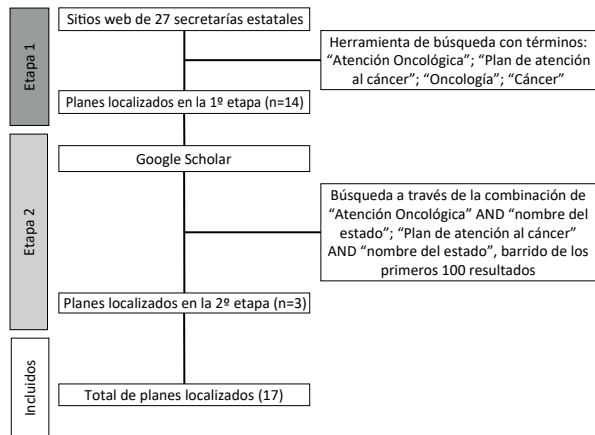 Sitios web de 27 secretarías estatales
Etapa 1
Herramienta de búsqueda con términos:
“Atención Oncológica”; “Plan de atención
al cáncer”; “Oncología”; “Cáncer”
Planes localizados en la 1º etapa (n=14)
Google Scholar
Etapa 2
Búsqueda a través de la combinación de
“Atención Oncológica” AND “nombre del
estado”; “Plan de atención al cáncer”
AND “nombre del estado”, barrido de los
primeros 100 resultados
Planes localizados en la 2º etapa (n=3)
Incluidos
Total de planes localizados (17)